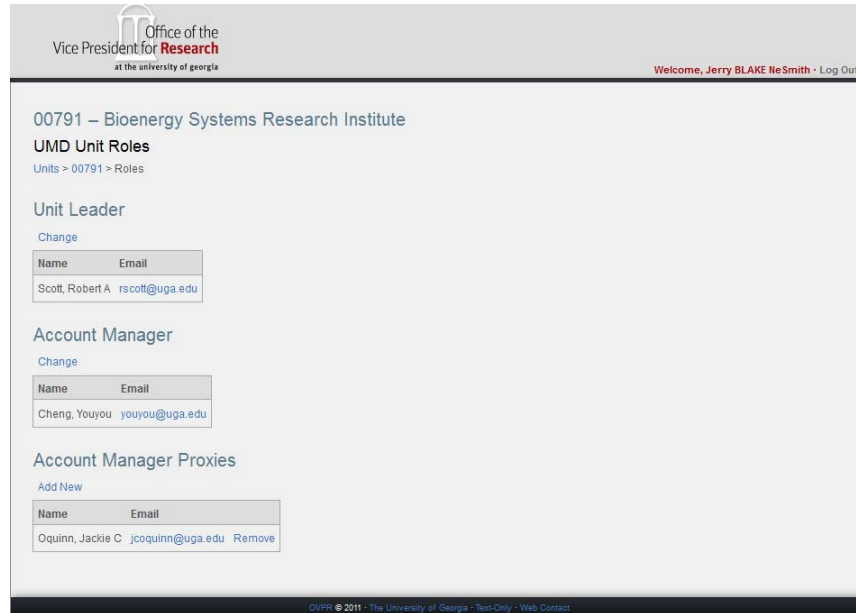 Office of the
Vice President for Research
at the university of georgia
Welcome, Jerry BLAKE NeSmith - Log Out
00791 – Bioenergy Systems Research Institute
UMD Unit Roles
Units > 00791 > Roles
Unit Leader
Change
Name Email
Scott, Robert A rscott@uga.edu
Account Manager
Change
Name Email
Cheng, Youyou youyou@uga.edu
Account Manager Proxies
Add New
Name Email
Oquinn, Jackie C jcoquinn@uga.edu Remove
OVPR © 2011 - The University of Georgia - Text-Only - Web Contact